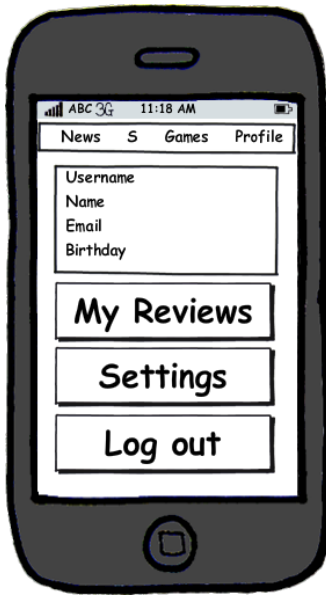 ABC 3G 11:18 AM
News S Games Profile
Username
Name
Email
Birthday
My Reviews
Settings
Log out